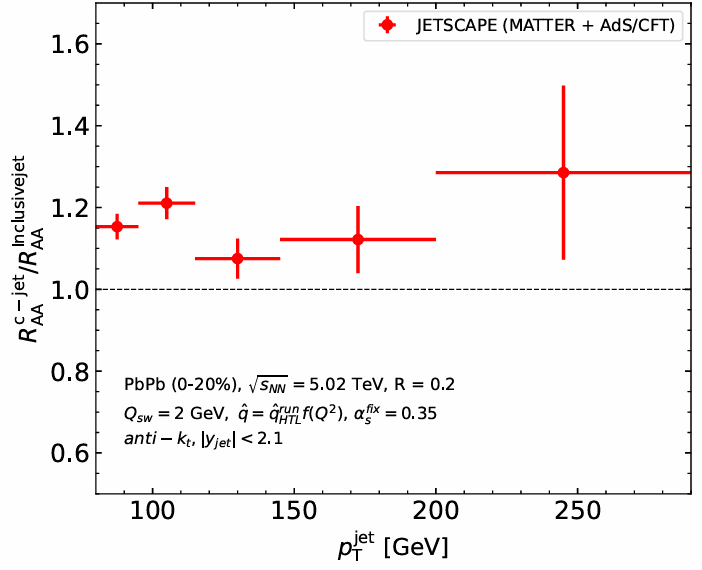 JETSCAPE (MATTER + AdS/CFT)
R_AA^{c−jet}/R_AA^{Inclusivejet}
1.6
1.4
1.2
1.0
0.8
0.6
PbPb (0-20%), √s_NN = 5.02 TeV, R = 0.2
Q_sw = 2 GeV, q̂ = q̂_HTL^run f(Q²), α_s^fix = 0.35
anti − k_t, |y_jet| < 2.1
100 150 200 250
p_T^jet [GeV]